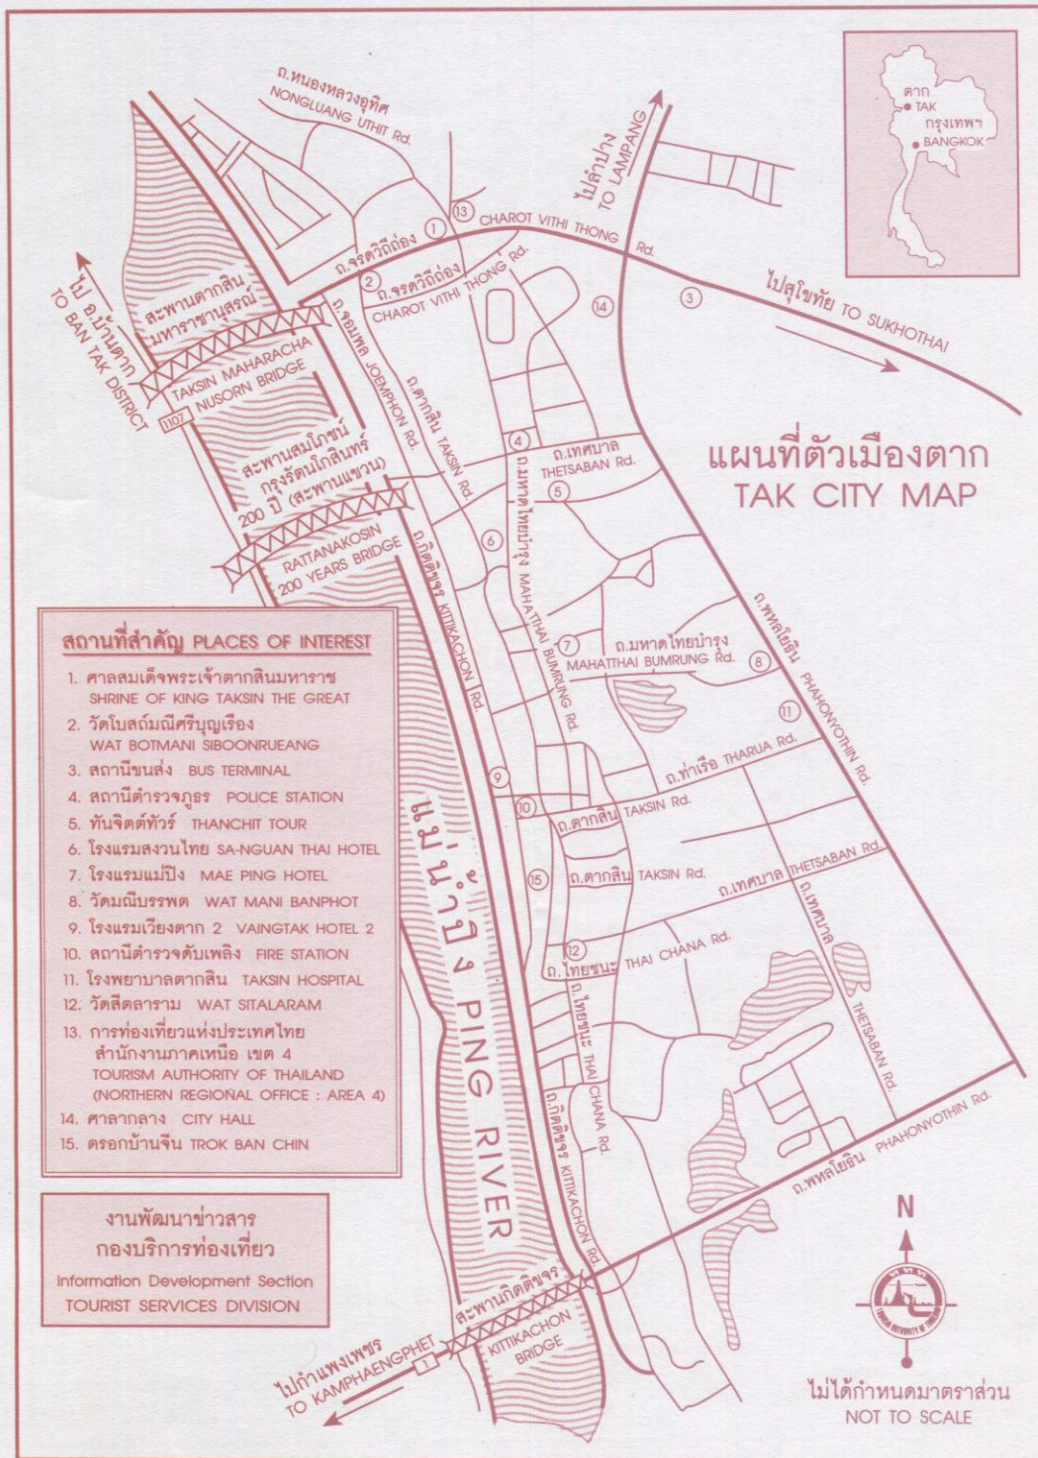 ถ.หนองหลวงอุทิศ
NONGLUANG UTHIT Rd.
ไปลำปาง
TO LAMPANG
ตาก
TAK
กรุงเทพฯ
BANGKOK
13
1
CHAROT VITHI THONG Rd.
ถ.จรดวิถีถ่อง
2
ถ.จรดวิถีถ่อง
CHAROT VITHI THONG Rd.
14
3
ไปสุโขทัย TO SUKHOTHAI
ไป อ.บ้านตาก
TO BAN TAK DISTRICT
สะพานตากสิน
มหาราชานุสรณ์
TAKSIN MAHARACHA
NUSORN BRIDGE
1107
ถ.จอมพล JOEMPHON Rd.
ถ.ตากสิน TAKSIN Rd.
สะพานสมโภชน์
กรุงรัตนโกสินทร์
200 ปี (สะพานแขวน)
RATTANAKOSIN
200 YEARS BRIDGE
4
ถ.เทศบาล
THETSABAN Rd.
5
6
ถ.มหาดไทยบำรุง MAHATTHAI BUMRUNG Rd.
แผนที่ตัวเมืองตาก
TAK CITY MAP
ถ.กิตติขจร KITTIKACHON Rd.
7
ถ.มหาดไทยบำรุง
MAHATTHAI BUMRUNG Rd.
8
ถ.พหลโยธิน PHAHONYOTHIN Rd.
11
ถ.ท่าเรือ THARUA Rd.
9
10
ถ.ตากสิน TAKSIN Rd.
15
ถ.ตากสิน TAKSIN Rd.
ถ.เทศบาล THETSABAN Rd.
ถ.เทศบาล THETSABAN Rd.
12
ถ.ไทยชนะ THAI CHANA Rd.
ถ.ไทยชนะ THAI CHANA Rd.
ถ.กิตติขจร KITTIKACHON Rd.
ถ.พหลโยธิน PHAHONYOTHIN Rd.
แม่น้ำปิง PING RIVER
สถานที่สำคัญ PLACES OF INTEREST
1. ศาลสมเด็จพระเจ้าตากสินมหาราช
SHRINE OF KING TAKSIN THE GREAT
2. วัดโบสถ์มณีศรีบุญเรือง
WAT BOTMANI SIBOONRUEANG
3. สถานีขนส่ง BUS TERMINAL
4. สถานีตำรวจภูธร POLICE STATION
5. ทันจิตต์ทัวร์ THANCHIT TOUR
6. โรงแรมสงวนไทย SA-NGUAN THAI HOTEL
7. โรงแรมแม่ปิง MAE PING HOTEL
8. วัดมณีบรรพต WAT MANI BANPHOT
9. โรงแรมเวียงตาก 2 VAINGTAK HOTEL 2
10. สถานีตำรวจดับเพลิง FIRE STATION
11. โรงพยาบาลตากสิน TAKSIN HOSPITAL
12. วัดสีตลาราม WAT SITALARAM
13. การท่องเที่ยวแห่งประเทศไทย
สำนักงานภาคเหนือ เขต 4
TOURISM AUTHORITY OF THAILAND
(NORTHERN REGIONAL OFFICE : AREA 4)
14. ศาลากลาง CITY HALL
15. ตรอกบ้านจีน TROK BAN CHIN
งานพัฒนาข่าวสาร
กองบริการท่องเที่ยว
Information Development Section
TOURIST SERVICES DIVISION
สะพานกิตติขจร
KITTIKACHON
BRIDGE
1
ไปกำแพงเพชร
TO KAMPHAENGPHET
N
ททท
TOURISM AUTHORITY OF THAILAND
ไม่ได้กำหนดมาตราส่วน
NOT TO SCALE